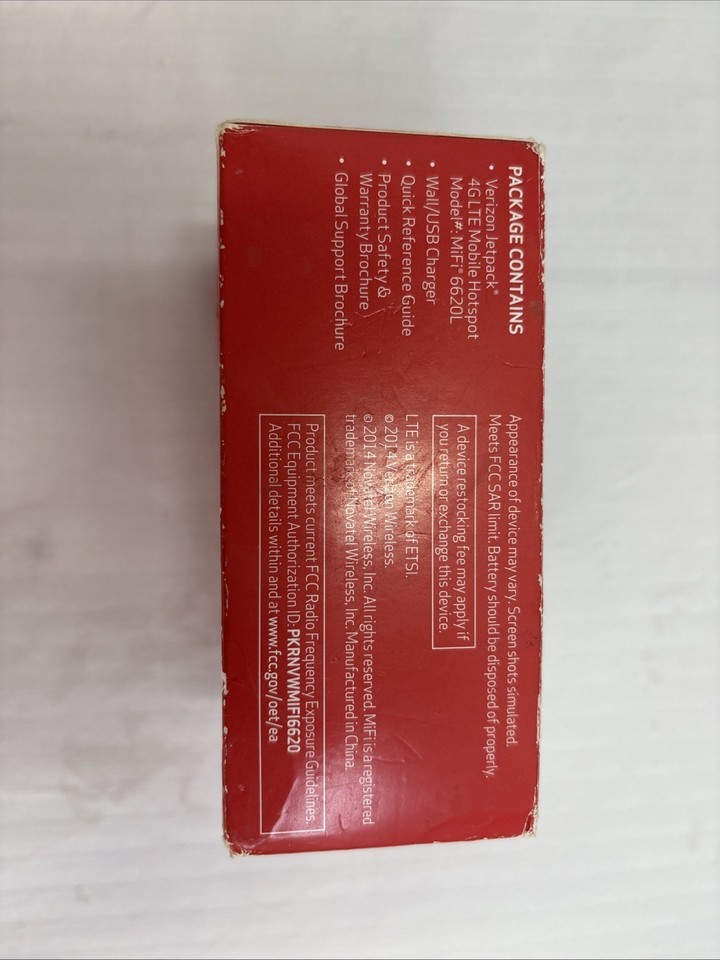 PACKAGE CONTAINS
• Verizon Jetpack®
4G LTE Mobile Hotspot
Model#: MiFi® 6620L
• Wall/USB Charger
• Quick Reference Guide
• Product Safety &
Warranty Brochure
• Global Support Brochure
Appearance of device may vary. Screen shots simulated.
Meets FCC SAR limit. Battery should be disposed of properly.
A device restocking fee may apply if
you return or exchange this device.
LTE is a trademark of ETSI.
© 2014 Verizon Wireless.
© 2014 Novatel Wireless, Inc. All rights reserved. MiFi is a registered
trademark of Novatel Wireless, Inc. Manufactured in China.
Product meets current FCC Radio Frequency Exposure Guidelines.
FCC Equipment Authorization ID: PKRNVWMIFI6620
Additional details within and at www.fcc.gov/oet/ea